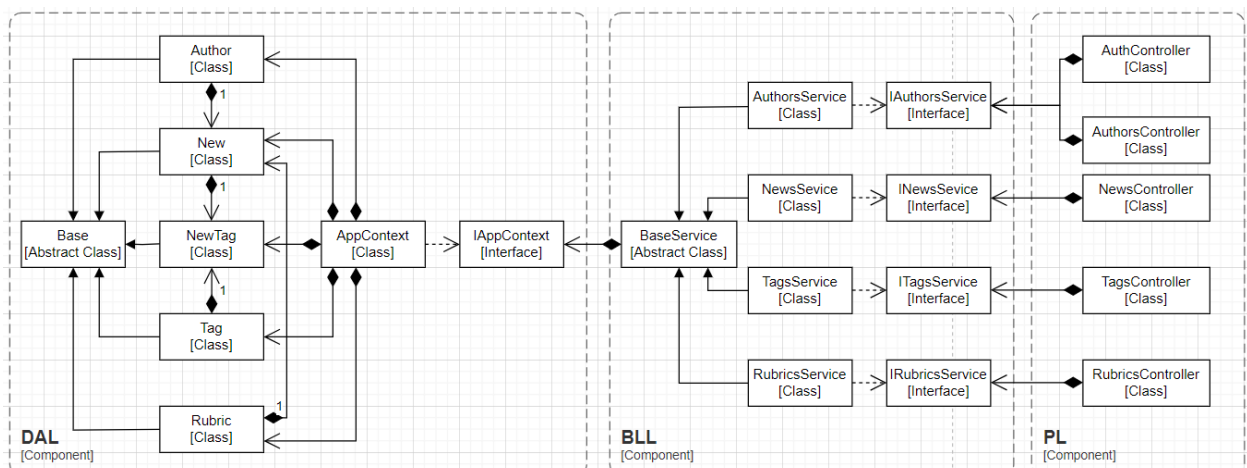 Author
[Class]
1
New
[Class]
1
Base
[Abstract Class]
NewTag
[Class]
1
Tag
[Class]
Rubric
[Class]
1
AppContext
[Class]
IAppContext
[Interface]
DAL
[Component]
AuthorsService
[Class]
IAuthorsService
[Interface]
NewsSevice
[Class]
INewsSevice
[Interface]
BaseService
[Abstract Class]
TagsService
[Class]
ITagsService
[Interface]
RubricsService
[Class]
IRubricsService
[Interface]
BLL
[Component]
AuthController
[Class]
AuthorsController
[Class]
NewsController
[Class]
TagsController
[Class]
RubricsController
[Class]
PL
[Component]